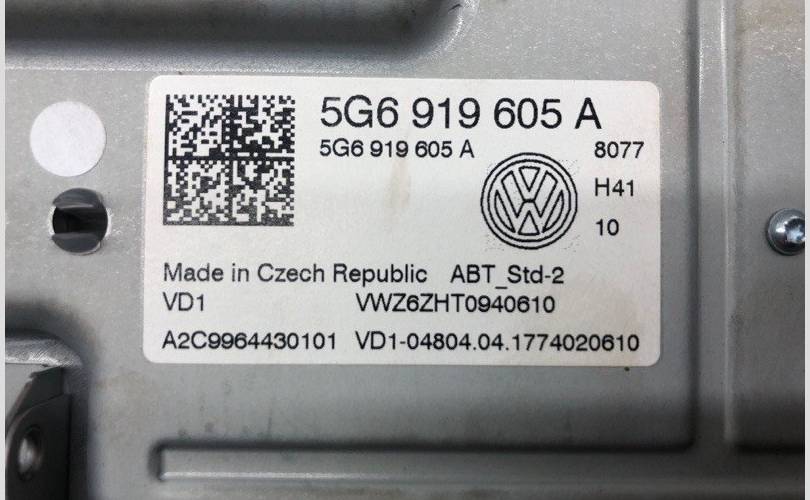 5G6 919 605 A
5G6 919 605 A
8077
H41
10
Made in Czech Republic ABT_Std-2
VD1 VWZ6ZHT0940610
A2C9964430101 VD1-04804.04.1774020610